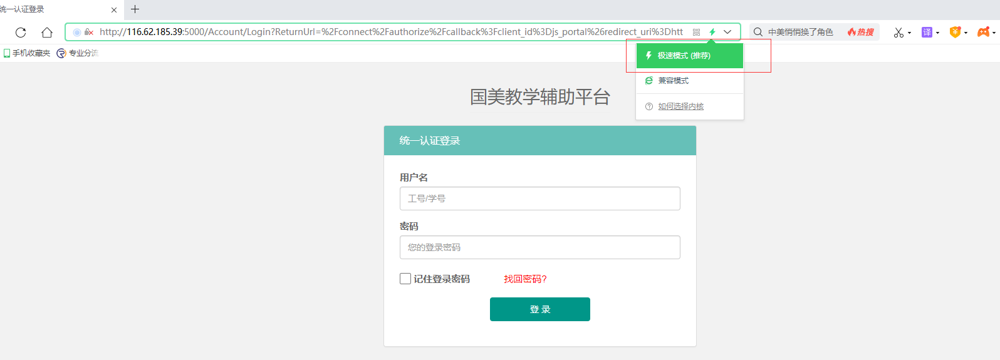 统一认证登录
http://116.62.185.39:5000/Account/Login?ReturnUrl=%2Fconnect%2Fauthorize%2Fcallback%3Fclient_id%3Djs_portal%26redirect_uri%3Dhtt
中美悄悄换了角色
热搜
译
手机收藏夹
专业分流
极速模式 (推荐)
兼容模式
如何选择内核
国美教学辅助平台
统一认证登录
用户名
工号/学号
密码
您的登录密码
记住登录密码
找回密码?
登 录